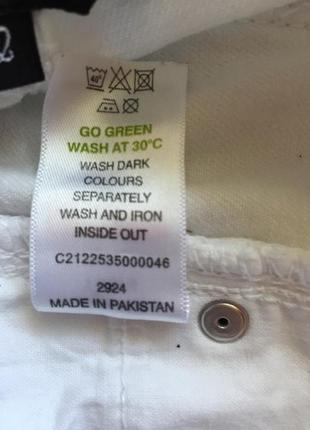 40°
GO GREEN
WASH AT 30°C
WASH DARK
COLOURS
SEPARATELY
WASH AND IRON
INSIDE OUT
C2122535000046
2924
MADE IN PAKISTAN